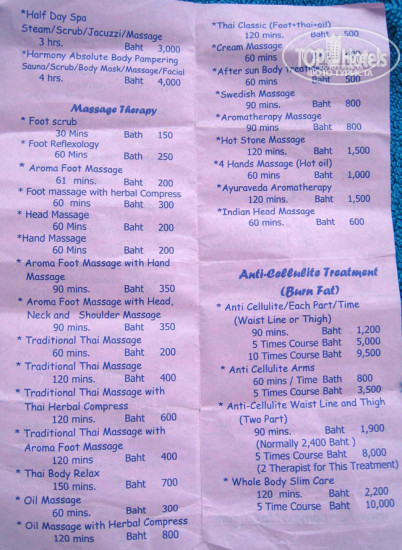 *Half Day Spa
Steam/Scrub/Jacuzzi/Massage
3 hrs. Baht 3,000
*Harmony Absolute Body Pampering
Sauna/Scrub/Body Mask/Massage/Facial
4 hrs. Baht 4,000
Massage Therapy
* Foot scrub
30 Mins Bath 150
* Foot Reflexology
60 Mins Bath 250
* Aroma Foot Massage
61 mins. Baht 200
* Foot massage with herbal Compress
60 mins Baht 300
*Head Massage
60 Mins Baht 200
*Hand Massage
60 Mins Baht 200
* Aroma Foot Massage with Hand
Massage
90 mins. Baht 350
* Aroma Foot Massage with Head,
Neck and Shoulder Massage
90 mins. Baht 350
* Traditional Thai Massage
60 mins. Baht 200
* Traditional Thai Massage
120 mins. Baht 400
* Traditional Thai Massage with
Thai Herbal Compress
120 mins. Baht 600
* Traditional Thai Massage with
Aroma Foot Massage
120 mins Baht 400
* Thai Body Relax
150 mins. Baht 700
* Oil Massage
60 mins. Baht 300
* Oil Massage with Herbal Compress
120 mins Baht 800
*Thai Classic (Foot+thai+oil)
120 mins. Baht 500
*Cream Massage
60 mins
*After sun Body
60 mins Baht 500
*Swedish Massage
90 mins. Baht 800
*Aromatherapy Massage
90 mins Baht 800
*Hot Stone Massage
120 mins. Baht 1,500
*4 Hands Massage (Hot oil)
60 mins. Baht 1,000
*Ayuraveda Aromatherapy
120 mins. Baht 1,500
*Indian Head Massage
60 mins. Baht 600
Anti-Cellulite Treatment
(Burn Fat)
* Anti Cellulite/Each Part/Time
(Waist Line or Thigh)
90 mins. Baht 1,200
5 Times Course Baht 5,000
10 Times Course Baht 9,500
* Anti Cellulite Arms
60 mins / Time Bath 800
5 Times Course Baht 3,500
*Anti-Cellulite Waist Line and Thigh
(Two Part)
90 mins. Baht 1,900
(Normally 2,400 Baht )
5 Times Course Baht 8,000
(2 Therapist for This Treatment)
* Whole Body Slim Care
120 mins. Baht 2,200
5 Time Course Baht 10,000
TopHotels